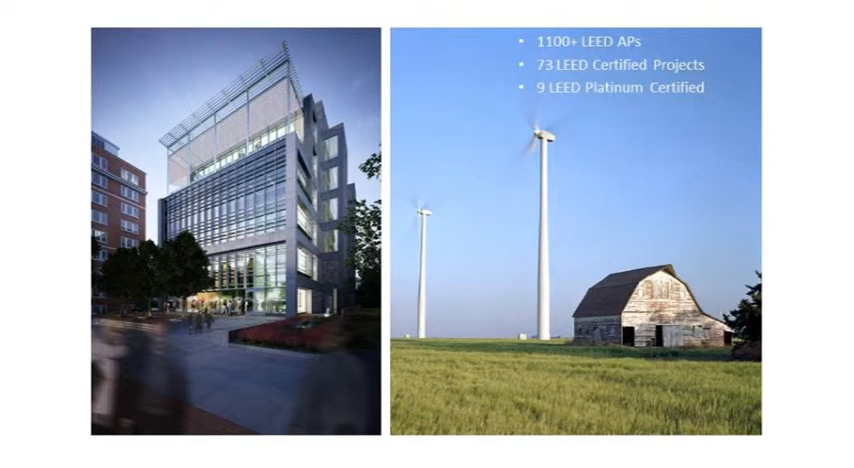 • 1100+ LEED APs
• 73 LEED Certified Projects
• 9 LEED Platinum Certified